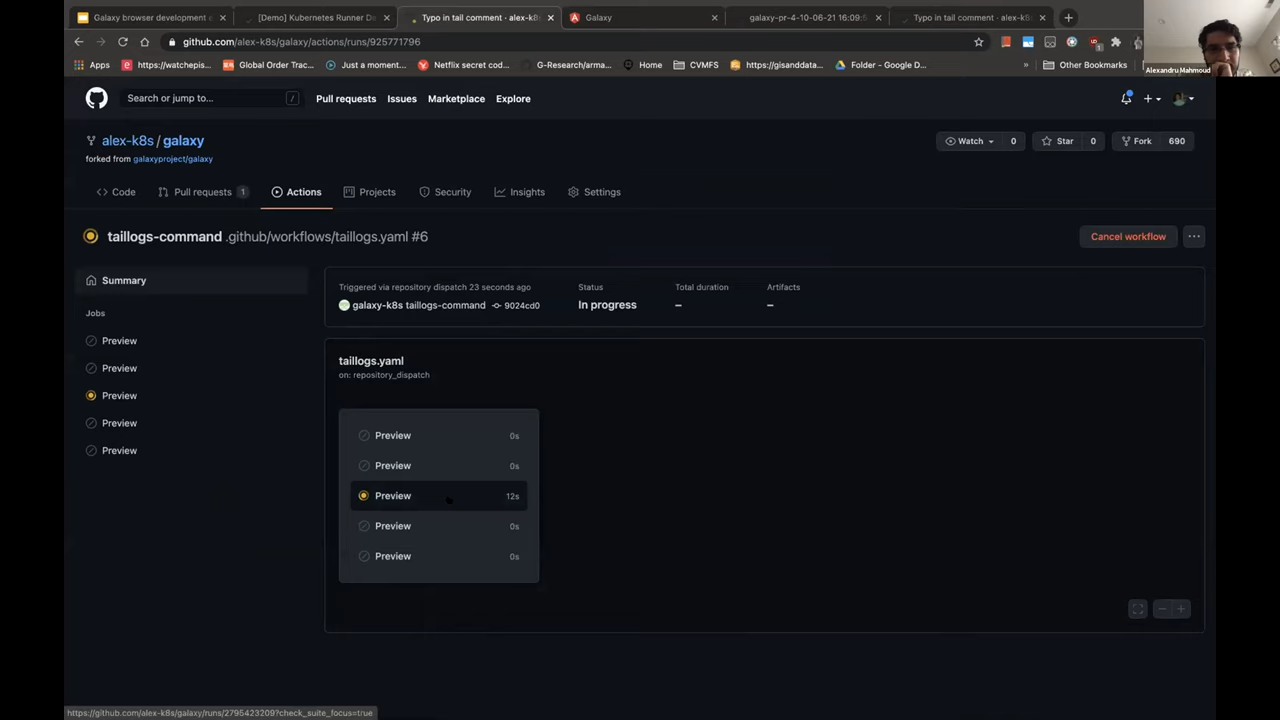 Galaxy browser development e
[Demo] Kubernetes Runner De
Typo in tail comment · alex-k8s
Galaxy
galaxy-pr-4-10-06-21 16:09:5
Typo in tail comment · alex-k8s
github.com/alex-k8s/galaxy/actions/runs/925771796
Apps
https://watchepis...
Global Order Trac...
Just a moment...
Netflix secret cod...
G-Research/arma...
Home
CVMFS
https://gisanddata...
Folder - Google D...
»
Other Bookmarks
Alexandru Mahmoud
Search or jump to...
/
Pull requests
Issues
Marketplace
Explore
alex-k8s / galaxy
forked from galaxyproject/galaxy
Watch 0
Star 0
Fork 690
Code
Pull requests 1
Actions
Projects
Security
Insights
Settings
taillogs-command .github/workflows/taillogs.yaml #6
Cancel workflow
Summary
Jobs
Preview
Preview
Preview
Preview
Preview
Triggered via repository dispatch 23 seconds ago
galaxy-k8s taillogs-command 9024cd0
Status
In progress
Total duration
–
Artifacts
–
taillogs.yaml
on: repository_dispatch
Preview 0s
Preview 0s
Preview 12s
Preview 0s
Preview 0s
https://github.com/alex-k8s/galaxy/runs/2795423209?check_suite_focus=true